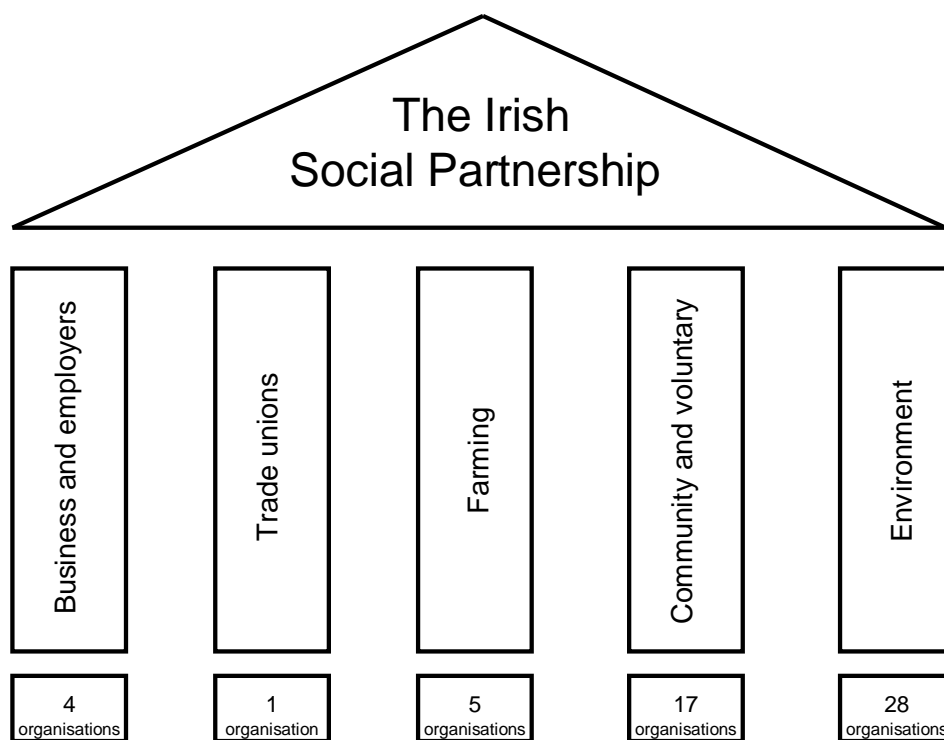 The Irish
Social Partnership
Business and employers
Trade unions
Farming
Community and voluntary
Environment
4
organisations
1
organisation
5
organisations
17
organisations
28
organisations